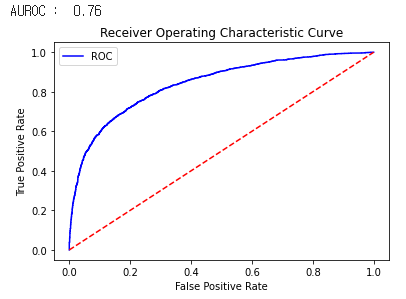 AUROC :  0.76
Receiver Operating Characteristic Curve
ROC
True Positive Rate
1.0
0.8
0.6
0.4
0.2
0.0
0.0 0.2 0.4 0.6 0.8 1.0
False Positive Rate